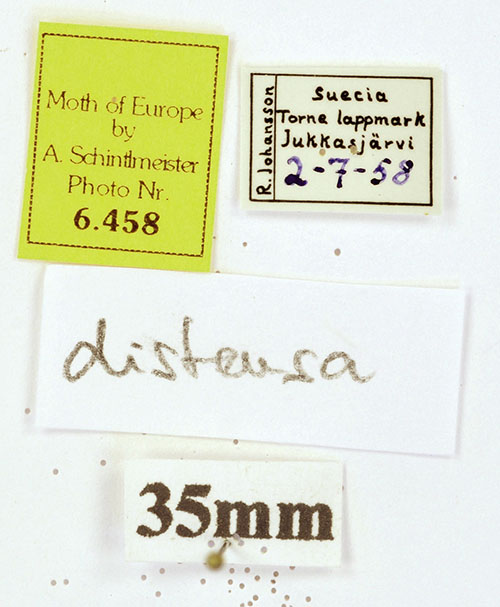 Moth of Europe
by
A. Schintlmeister
Photo Nr.
6.458
R. Johansson
Suecia
Torne lappmark
Jukkasjärvi
2-7-58
distensa
35mm